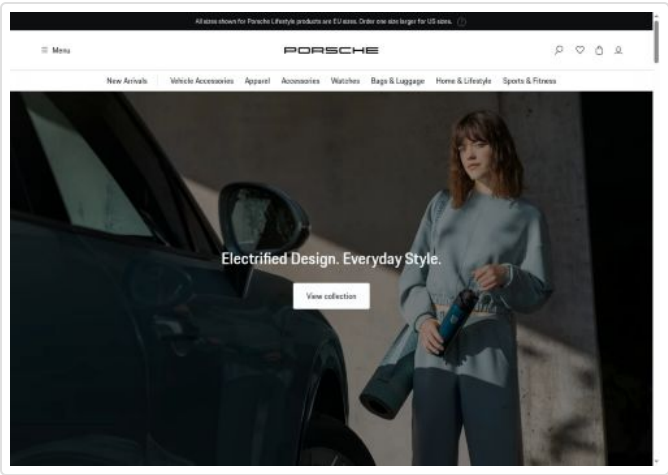 All sizes shown for Porsche Lifestyle products are EU sizes. Order one size larger for US sizes.
Menu
PORSCHE
New Arrivals Vehicle Accessories Apparel Accessories Watches Bags & Luggage Home & Lifestyle Sports & Fitness
Electrified Design. Everyday Style.
View collection